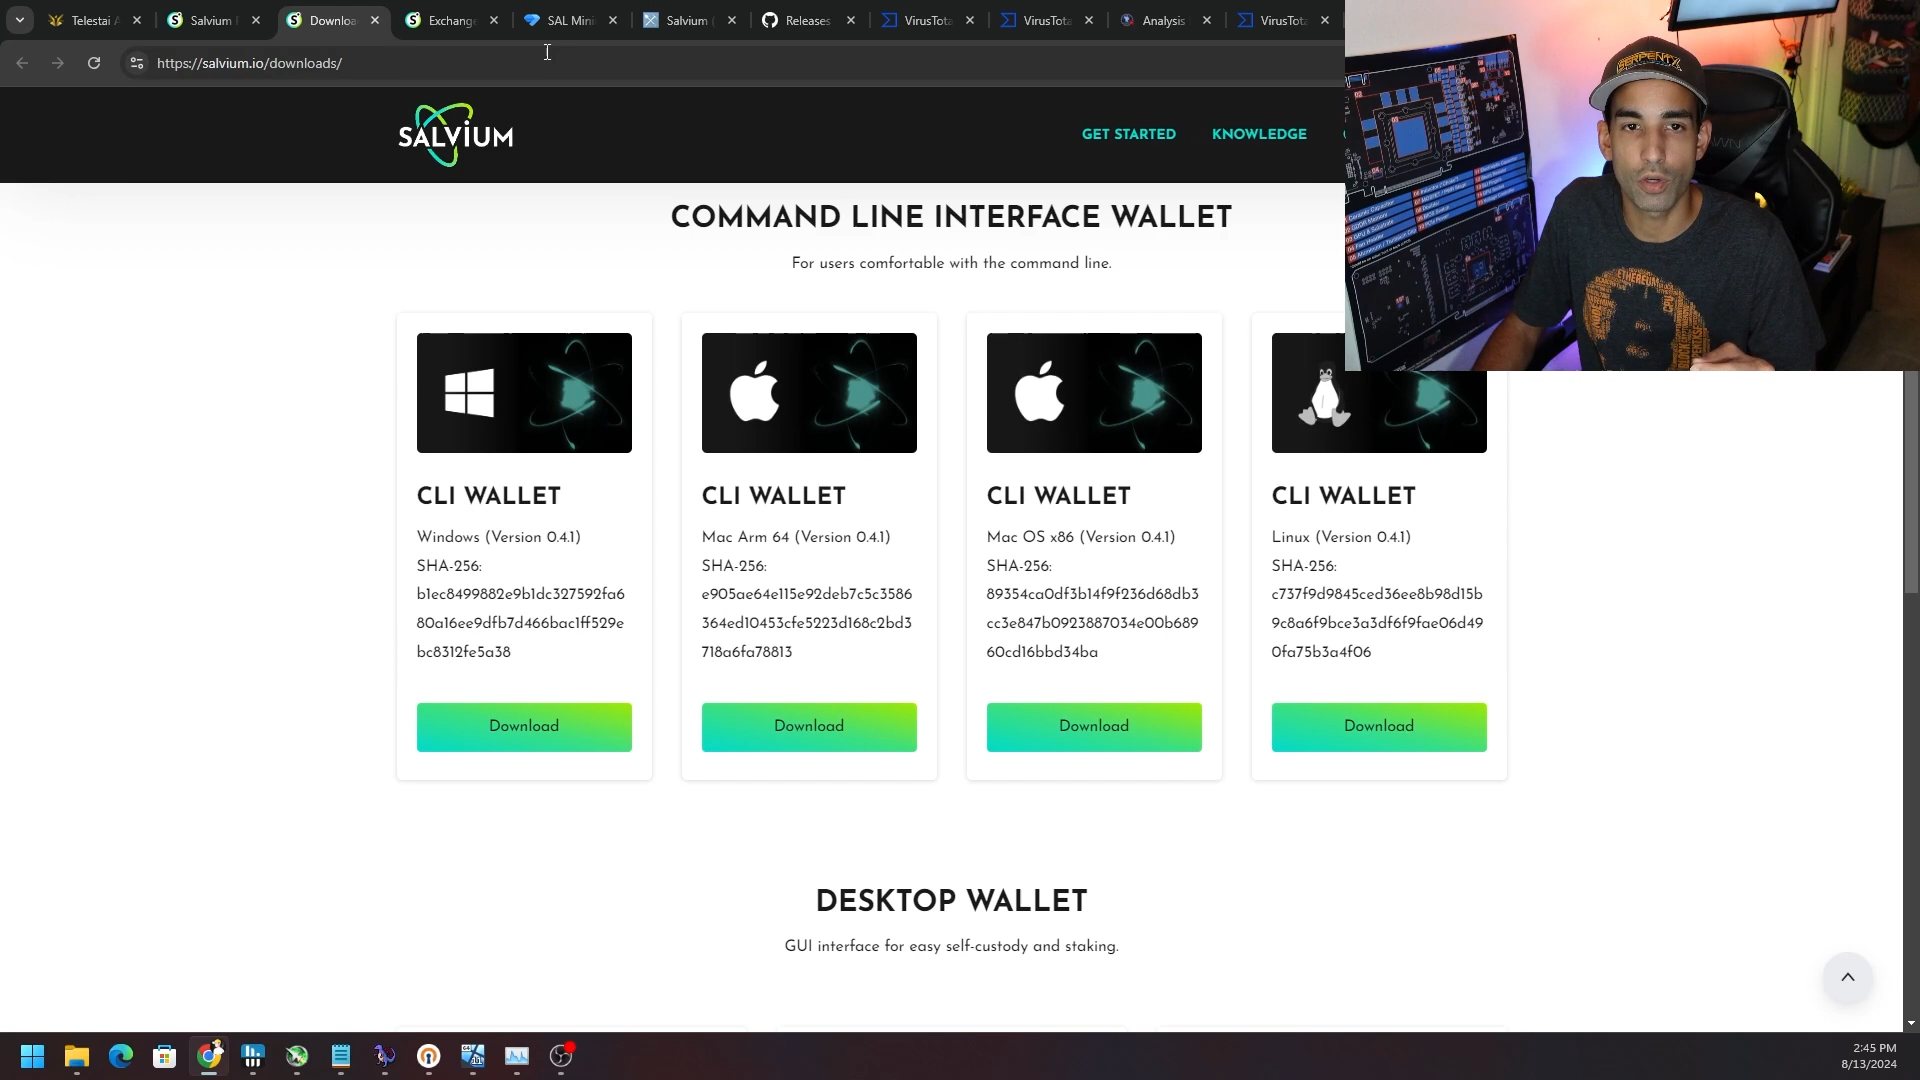 Telestai A
Salvium
Downloa
Exchange
SAL Mini
Salvium (
Releases
VirusTota
VirusTota
Analysis
VirusTota
https://salvium.io/downloads/
SALVIUM
GET STARTED
KNOWLEDGE
COMMAND LINE INTERFACE WALLET
For users comfortable with the command line.
CLI WALLET
Windows (Version 0.4.1)
SHA-256:
b1ec8499882e9b1dc327592fa6
80a16ee9dfb7d466bac1ff529e
bc8312fe5a38
Download
CLI WALLET
Mac Arm 64 (Version 0.4.1)
SHA-256:
e905ae64e115e92deb7c5c3586
364ed10453cfe5223d168c2bd3
718a6fa78813
Download
CLI WALLET
Mac OS x86 (Version 0.4.1)
SHA-256:
89354ca0df3b14f9f236d68db3
cc3e847b0923887034e00b689
60cd16bbd34ba
Download
CLI WALLET
Linux (Version 0.4.1)
SHA-256:
c737f9d9845ced36ee8b98d15b
9c8a6f9bce3a3df6f9fae06d49
0fa75b3a4f06
Download
DESKTOP WALLET
GUI interface for easy self-custody and staking.
SERPENTX
ETHEREUM
2:45 PM
8/13/2024